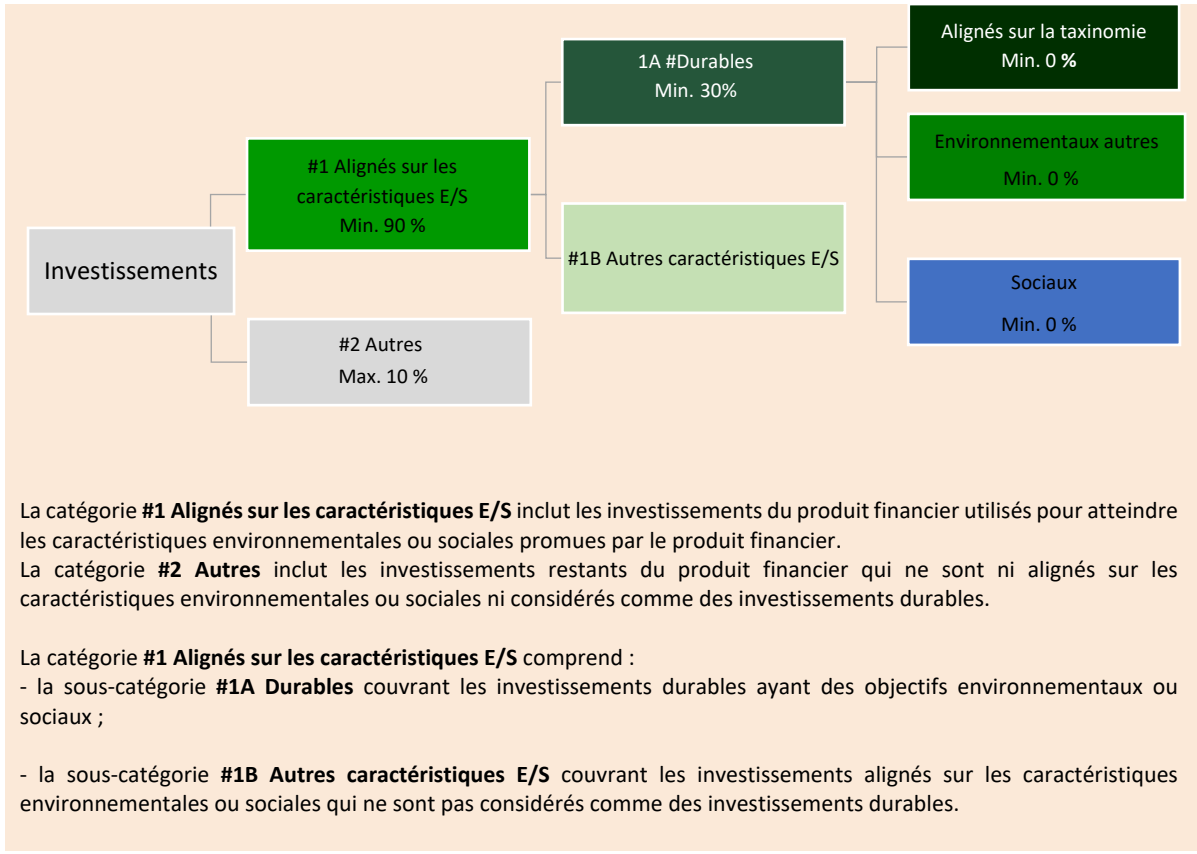 Investissements
#1 Alignés sur les
caractéristiques E/S
Min. 90 %
#2 Autres
Max. 10 %
1A #Durables
Min. 30%
#1B Autres caractéristiques E/S
Alignés sur la taxinomie
Min. 0 %
Environnementaux autres
Min. 0 %
Sociaux
Min. 0 %
La catégorie #1 Alignés sur les caractéristiques E/S inclut les investissements du produit financier utilisés pour atteindre
les caractéristiques environnementales ou sociales promues par le produit financier.
La catégorie #2 Autres inclut les investissements restants du produit financier qui ne sont ni alignés sur les
caractéristiques environnementales ou sociales ni considérés comme des investissements durables.
La catégorie #1 Alignés sur les caractéristiques E/S comprend :
- la sous-catégorie #1A Durables couvrant les investissements durables ayant des objectifs environnementaux ou
sociaux ;
- la sous-catégorie #1B Autres caractéristiques E/S couvrant les investissements alignés sur les caractéristiques
environnementales ou sociales qui ne sont pas considérés comme des investissements durables.